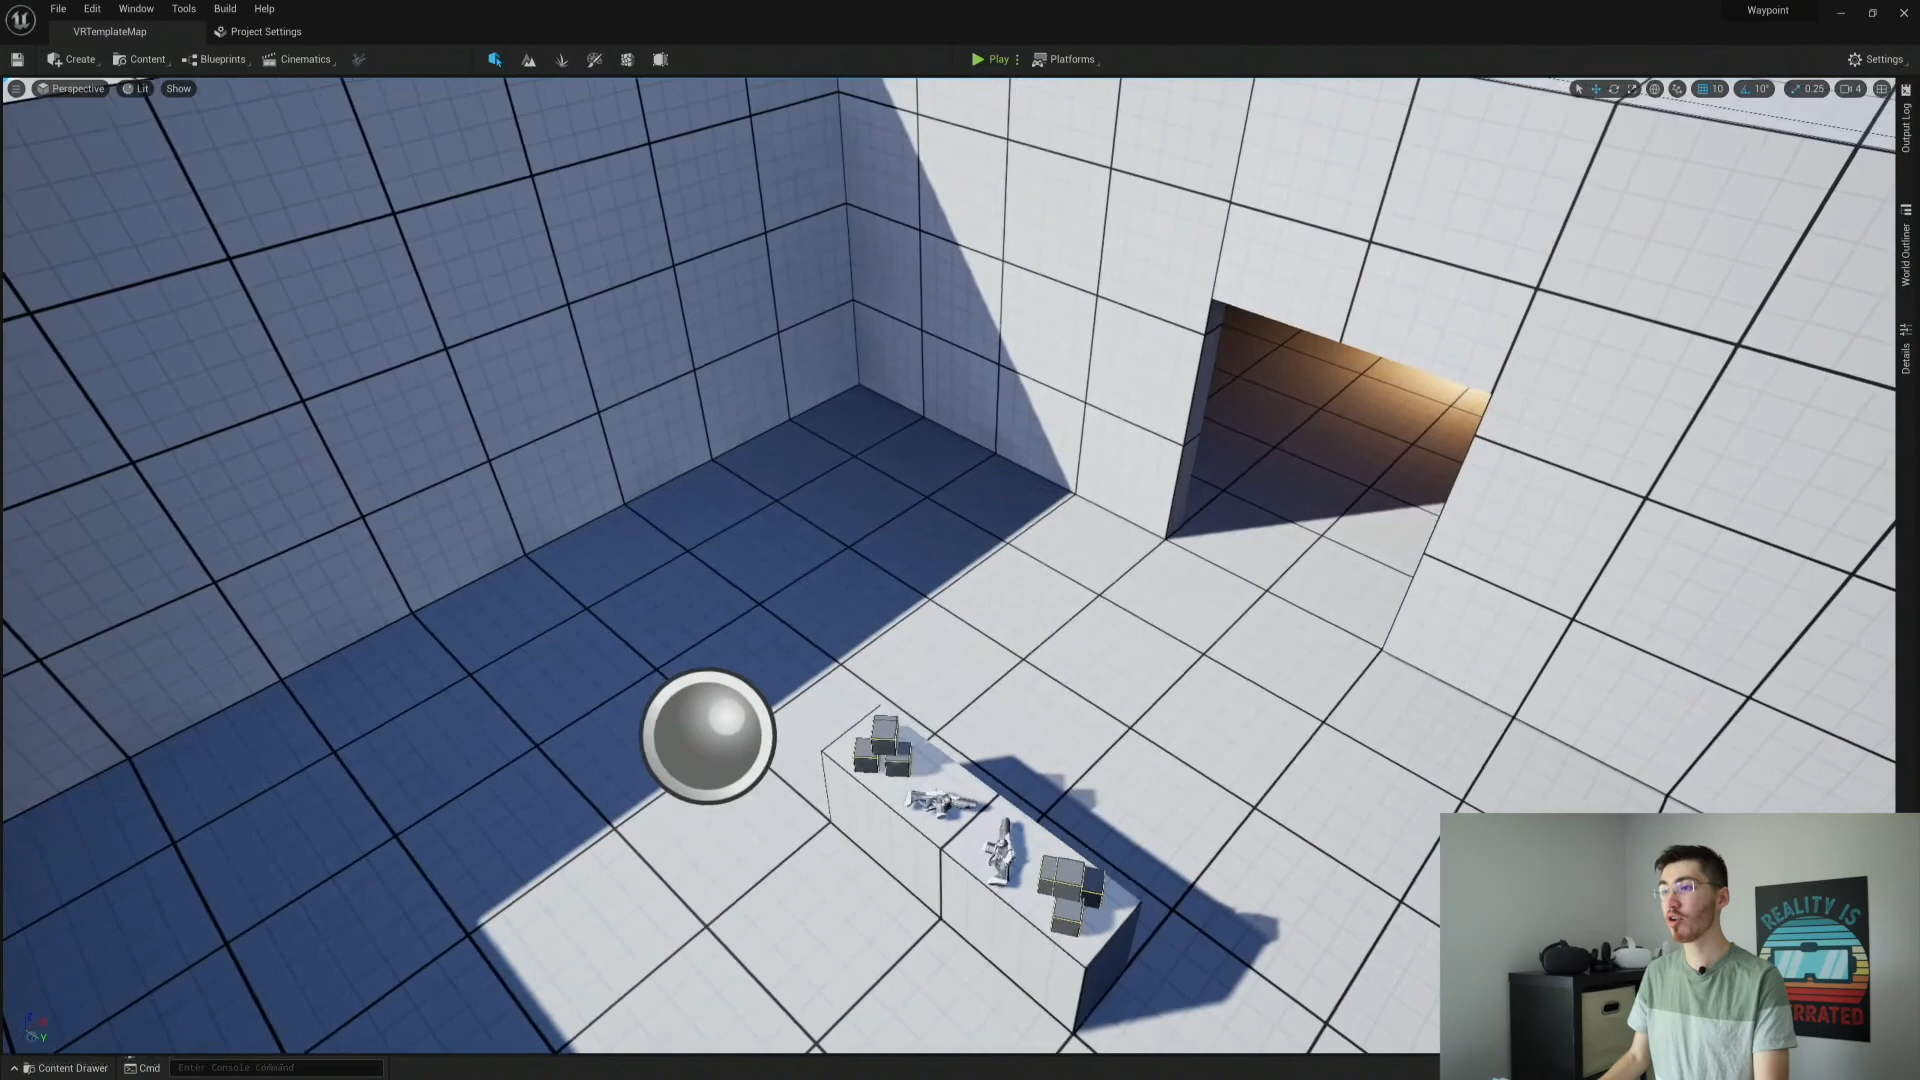 File Edit Window Tools Build Help
Waypoint
VRTemplateMap
Project Settings
Create Content Blueprints Cinematics
Play Platforms
Settings
Perspective Lit Show
10 10° 0.25 4
Output Log
World Outliner
Details
REALITY IS
RRATED
Z
Y
Content Drawer Cmd Enter Console Command